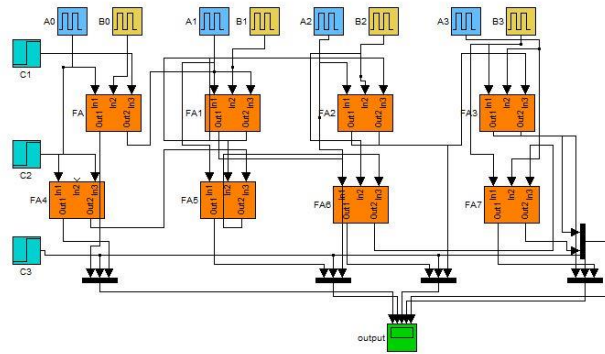 A0 B0 A1 B1 A2 B2 A3 B3
C1
In1 In2 In3 In1 In2 In3 In1 In2 In3 In1 In2 In3
FA FA1 FA2 FA3
Out1 Out2 Out1 Out2 Out1 Out2 Out1 Out2
C2
In1 In2 In3 In1 In2 In3 In1 In2 In3 In1 In2 In3
FA4 FA5 FA6 FA7
Out1 Out2 Out1 Out2 Out1 Out2 Out1 Out2
C3
output